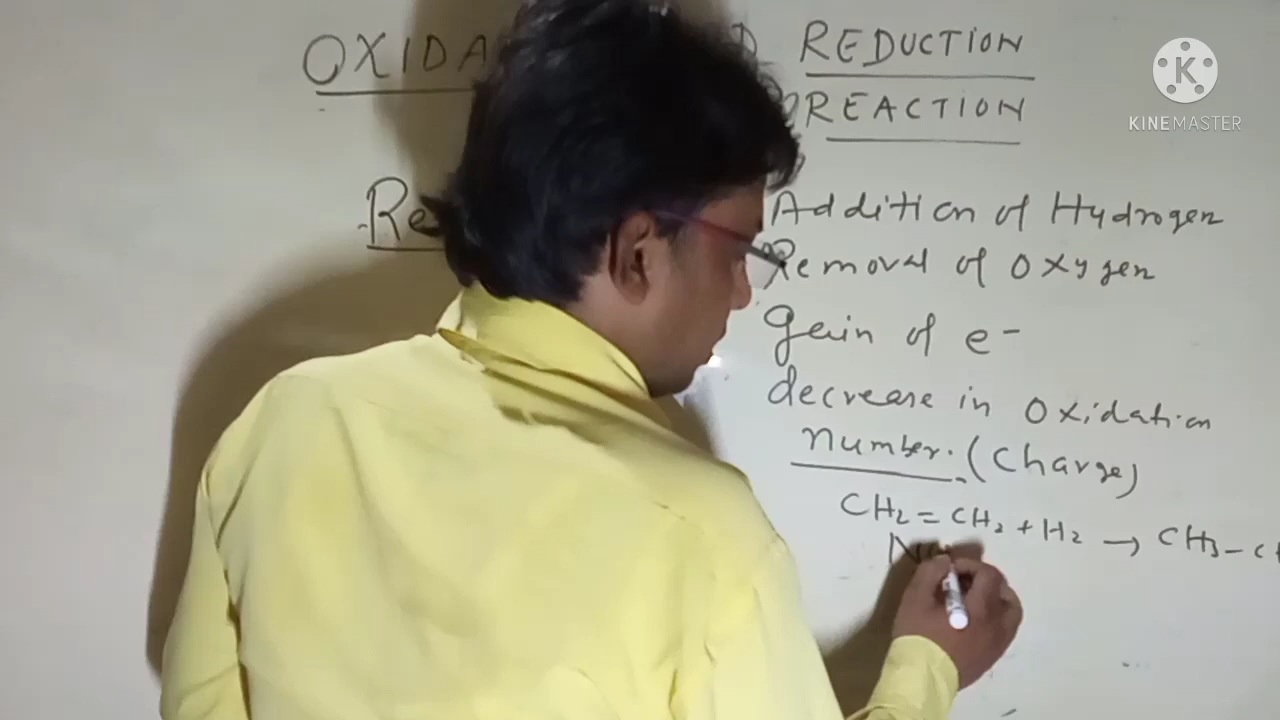 OXIDA D REDUCTION
REACTION
Re
Addition of Hydrogen
Removal of Oxygen
gain of e-
decrease in Oxidation
number. (Charge)
CH₂ = CH₂ + H₂ → CH3 - C
K
KINEMASTER